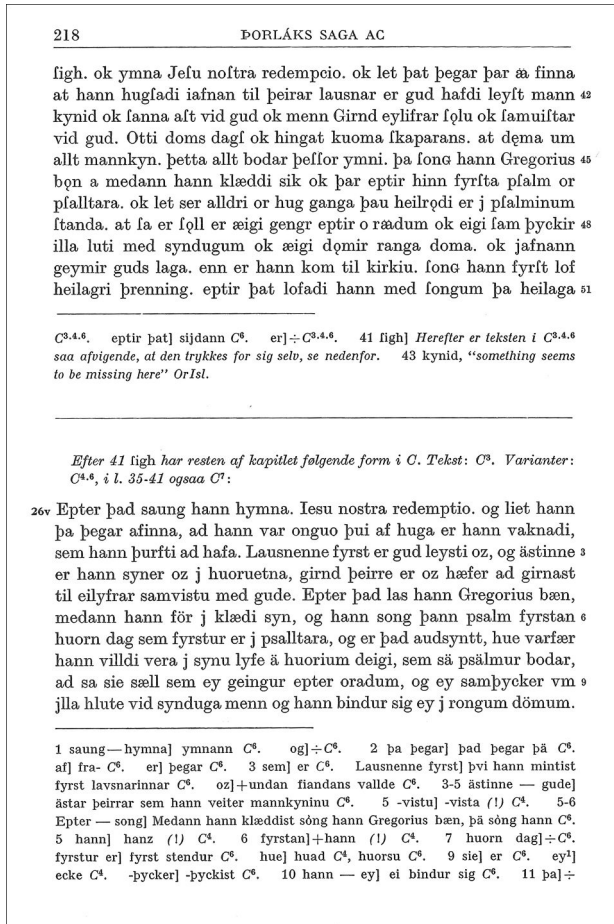 218 ÞORLÁKS SAGA AC
ſigh. ok ymna Jeſu noſtra redempcio. ok let þat þegar þar ꜳ finna
at hann hugſadi iafnan til þeirar lausnar er gud hafdi leyſt mann 42
kynid ok ſanna aſt vid gud ok menn Girnd eylifrar ſǫlu ok ſamuiſtar
vid gud. Otti doms dagſ ok hingat kuoma ſkaparans. at dęma um
allt mannkyn. þetta allt bodar þeſſor ymni. þa ſonɢ hann Gregorius 45
bǫn a medann hann klæddi sik ok þar eptir hinn fyrſta pſalm or
pſalltara. ok let ser alldri or hug ganga þau heilrǫdi er j pſalminum
ſtanda. at ſa er ſǫll er æigi gengr eptir o rꜳdum ok eigi ſam þyckir 48
illa luti med syndugum ok æigi dǫmir ranga doma. ok jafnann
geymir guds laga. enn er hann kom til kirkiu. ſonɢ hann fyrſt lof
heilagri þrenning. eptir þat lofadi hann med ſongum þa heilaga 51
C³·⁴·⁶. eptir þat] sijdann C⁶. er]÷C³·⁴·⁶. 41 ſigh] Herefter er teksten i C³·⁴·⁶
saa afvigende, at den trykkes for sig selv, se nedenfor. 43 kynid, “something seems
to be missing here” OrIsl.
Efter 41 ſigh har resten af kapitlet følgende form i C. Tekst: C³. Varianter:
C⁴·⁶, i l. 35-41 ogsaa C⁷:
26v Epter þad saung hann hymna. Iesu nostra redemptio. og liet hann
þa þegar afinna, ad hann var onguo þui af huga er hann vaknadi,
sem hann þurfti ad hafa. Lausnenne fyrst er gud leysti oz, og ästinne 3
er hann syner oz j huoruetna, girnd þeirre er oz hæfer ad girnast
til eilyfrar samvistu med gude. Epter þad las hann Gregorius bæn,
medann hann för j klædi syn, og hann song þann psalm fyrstan 6
huorn dag sem fyrstur er j psalltara, og er þad audsyntt, hue varfær
hann villdi vera j synu lyfe ä huorium deigi, sem sä psälmur bodar,
ad sa sie sæll sem ey geingur epter oradum, og ey samþycker vm 9
jlla hlute vid synduga menn og hann bindur sig ey j rongum dömum.
1 saung—hymna] ymnann C⁶. og]÷C⁶. 2 þa þegar] þad þegar þä C⁶.
af] fra- C⁶. er] þegar C⁶. 3 sem] er C⁶. Lausnenne fyrst] þvi hann mintist
fyrst lavsnarinnar C⁶. oz]+undan fiandans vallde C⁶. 3-5 ästinne — gude]
ästar þeirrar sem hann veiter mannkyninu C⁶. 5 -vistu] -vista (!) C⁴. 5-6
Epter — song] Medann hann klæddist sòng hann Gregorius bæn, þä sòng hann C⁶.
5 hann] hanz (!) C⁴. 6 fyrstan]+hann (!) C⁴. 7 huorn dag]÷C⁶.
fyrstur er] fyrst stendur C⁶. hue] huad C⁴, huorsu C⁶. 9 sie] er C⁶. ey¹]
ecke C⁴. -þycker] -þyckist C⁶. 10 hann — ey] ei bindur sig C⁶. 11 þa]÷